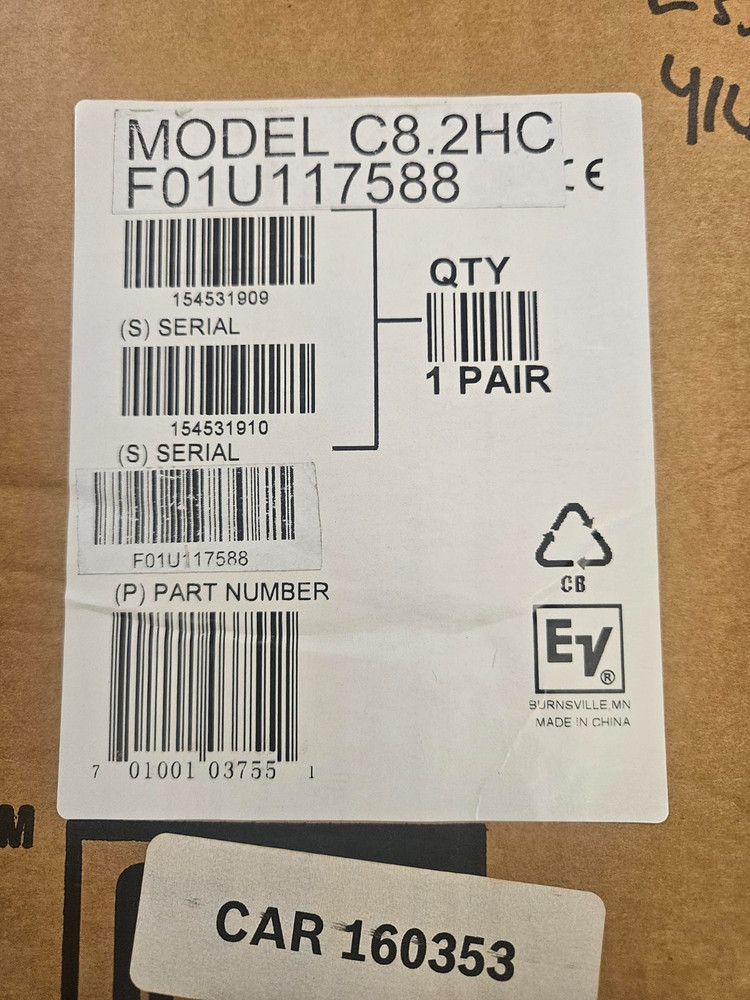 MODEL C8.2HC
F01U117588
CE
154531909
(S) SERIAL
154531910
(S) SERIAL
QTY
1 PAIR
F01U117588
(P) PART NUMBER
7 01001 03755 1
CB
EV®
BURNSVILLE,MN
MADE IN CHINA
M
CAR 160353